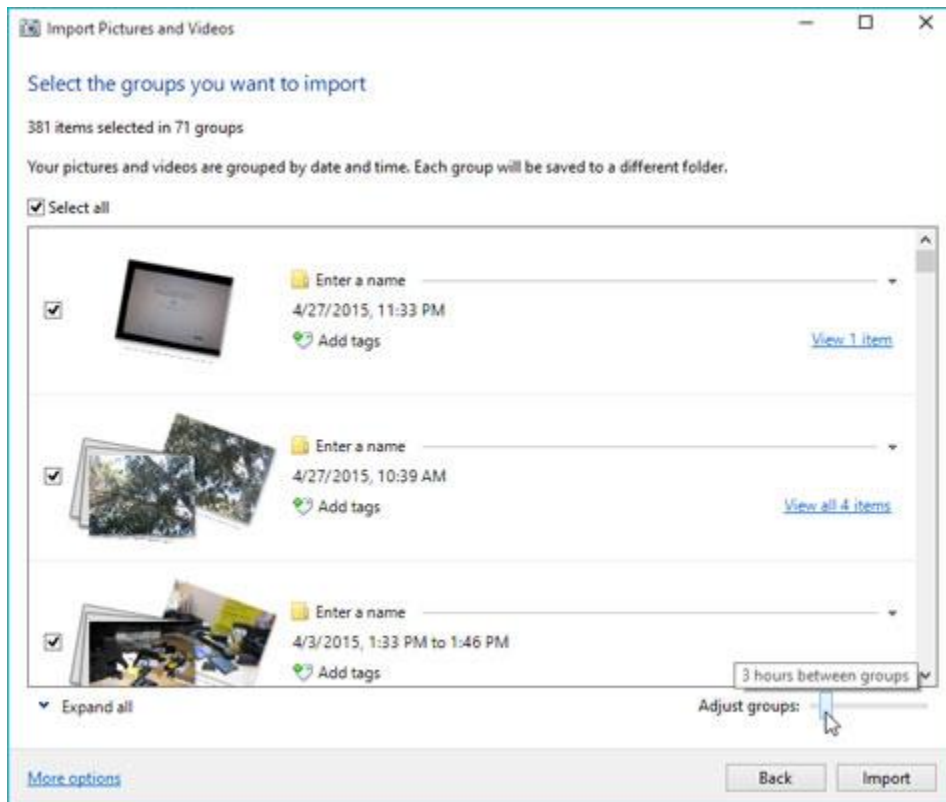 Import Pictures and Videos
Select the groups you want to import
381 items selected in 71 groups
Your pictures and videos are grouped by date and time. Each group will be saved to a different folder.
Select all
Enter a name
4/27/2015, 11:33 PM
Add tags
View 1 item
Enter a name
4/27/2015, 10:39 AM
Add tags
View all 4 items
Enter a name
4/3/2015, 1:33 PM to 1:46 PM
Add tags
3 hours between groups
Expand all
Adjust groups:
More options
Back
Import